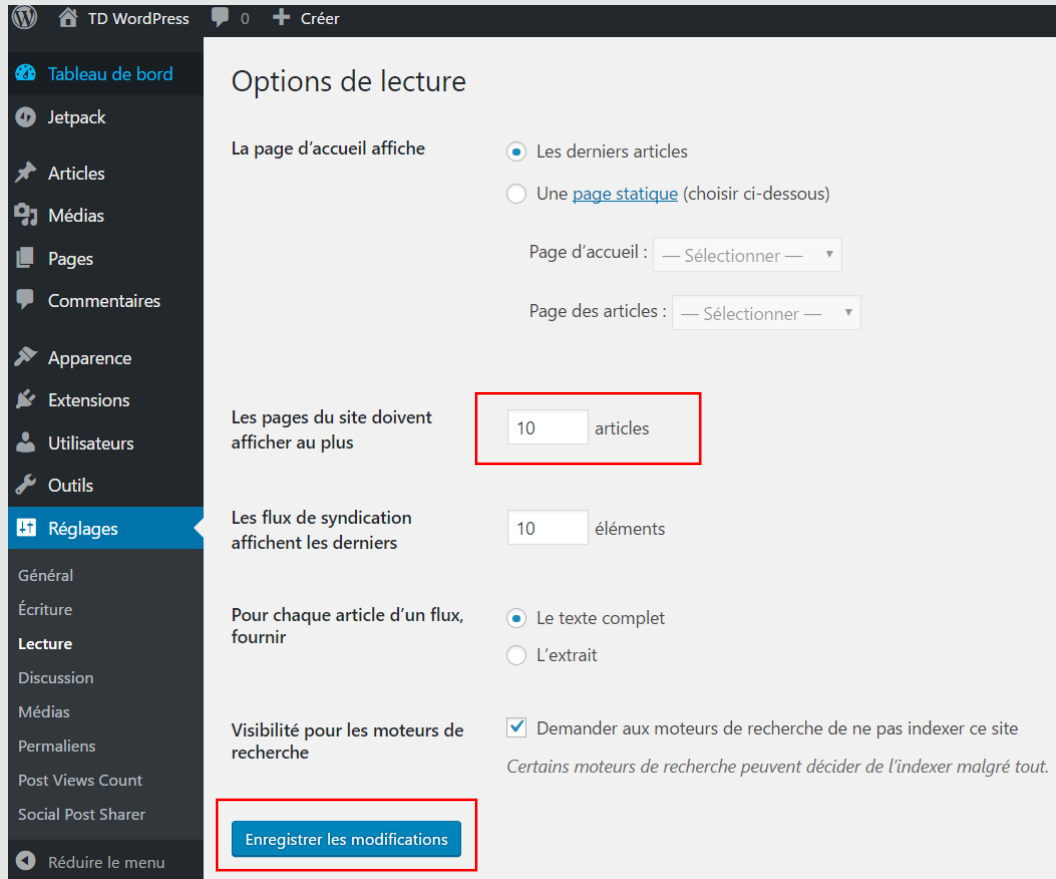 TD WordPress 0 Créer
Tableau de bord
Jetpack
Articles
Médias
Pages
Commentaires
Apparence
Extensions
Utilisateurs
Outils
Réglages
Général
Écriture
Lecture
Discussion
Médias
Permaliens
Post Views Count
Social Post Sharer
Réduire le menu
Options de lecture
La page d’accueil affiche
Les derniers articles
Une page statique (choisir ci-dessous)
Page d’accueil : — Sélectionner —
Page des articles : — Sélectionner —
Les pages du site doivent
afficher au plus
10 articles
Les flux de syndication
affichent les derniers
10 éléments
Pour chaque article d’un flux,
fournir
Le texte complet
L’extrait
Visibilité pour les moteurs de
recherche
Demander aux moteurs de recherche de ne pas indexer ce site
Certains moteurs de recherche peuvent décider de l’indexer malgré tout.
Enregistrer les modifications